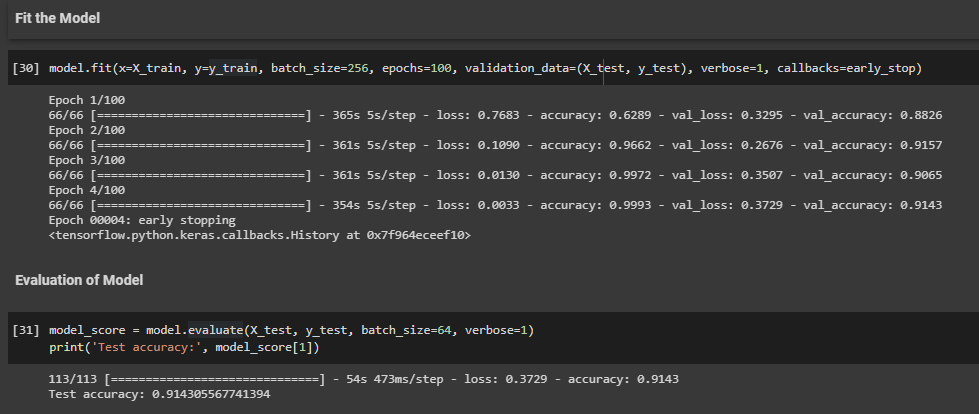 Fit the Model
[30] model.fit(x=X_train, y=y_train, batch_size=256, epochs=100, validation_data=(X_test, y_test), verbose=1, callbacks=early_stop)
Epoch 1/100
66/66 [==============================] - 365s 5s/step - loss: 0.7683 - accuracy: 0.6289 - val_loss: 0.3295 - val_accuracy: 0.8826
Epoch 2/100
66/66 [==============================] - 361s 5s/step - loss: 0.1090 - accuracy: 0.9662 - val_loss: 0.2676 - val_accuracy: 0.9157
Epoch 3/100
66/66 [==============================] - 361s 5s/step - loss: 0.0130 - accuracy: 0.9972 - val_loss: 0.3507 - val_accuracy: 0.9065
Epoch 4/100
66/66 [==============================] - 354s 5s/step - loss: 0.0033 - accuracy: 0.9993 - val_loss: 0.3729 - val_accuracy: 0.9143
Epoch 00004: early stopping
<tensorflow.python.keras.callbacks.History at 0x7f964eceef10>
Evaluation of Model
[31] model_score = model.evaluate(X_test, y_test, batch_size=64, verbose=1)
print('Test accuracy:', model_score[1])
113/113 [==============================] - 54s 473ms/step - loss: 0.3729 - accuracy: 0.9143
Test accuracy: 0.914305567741394